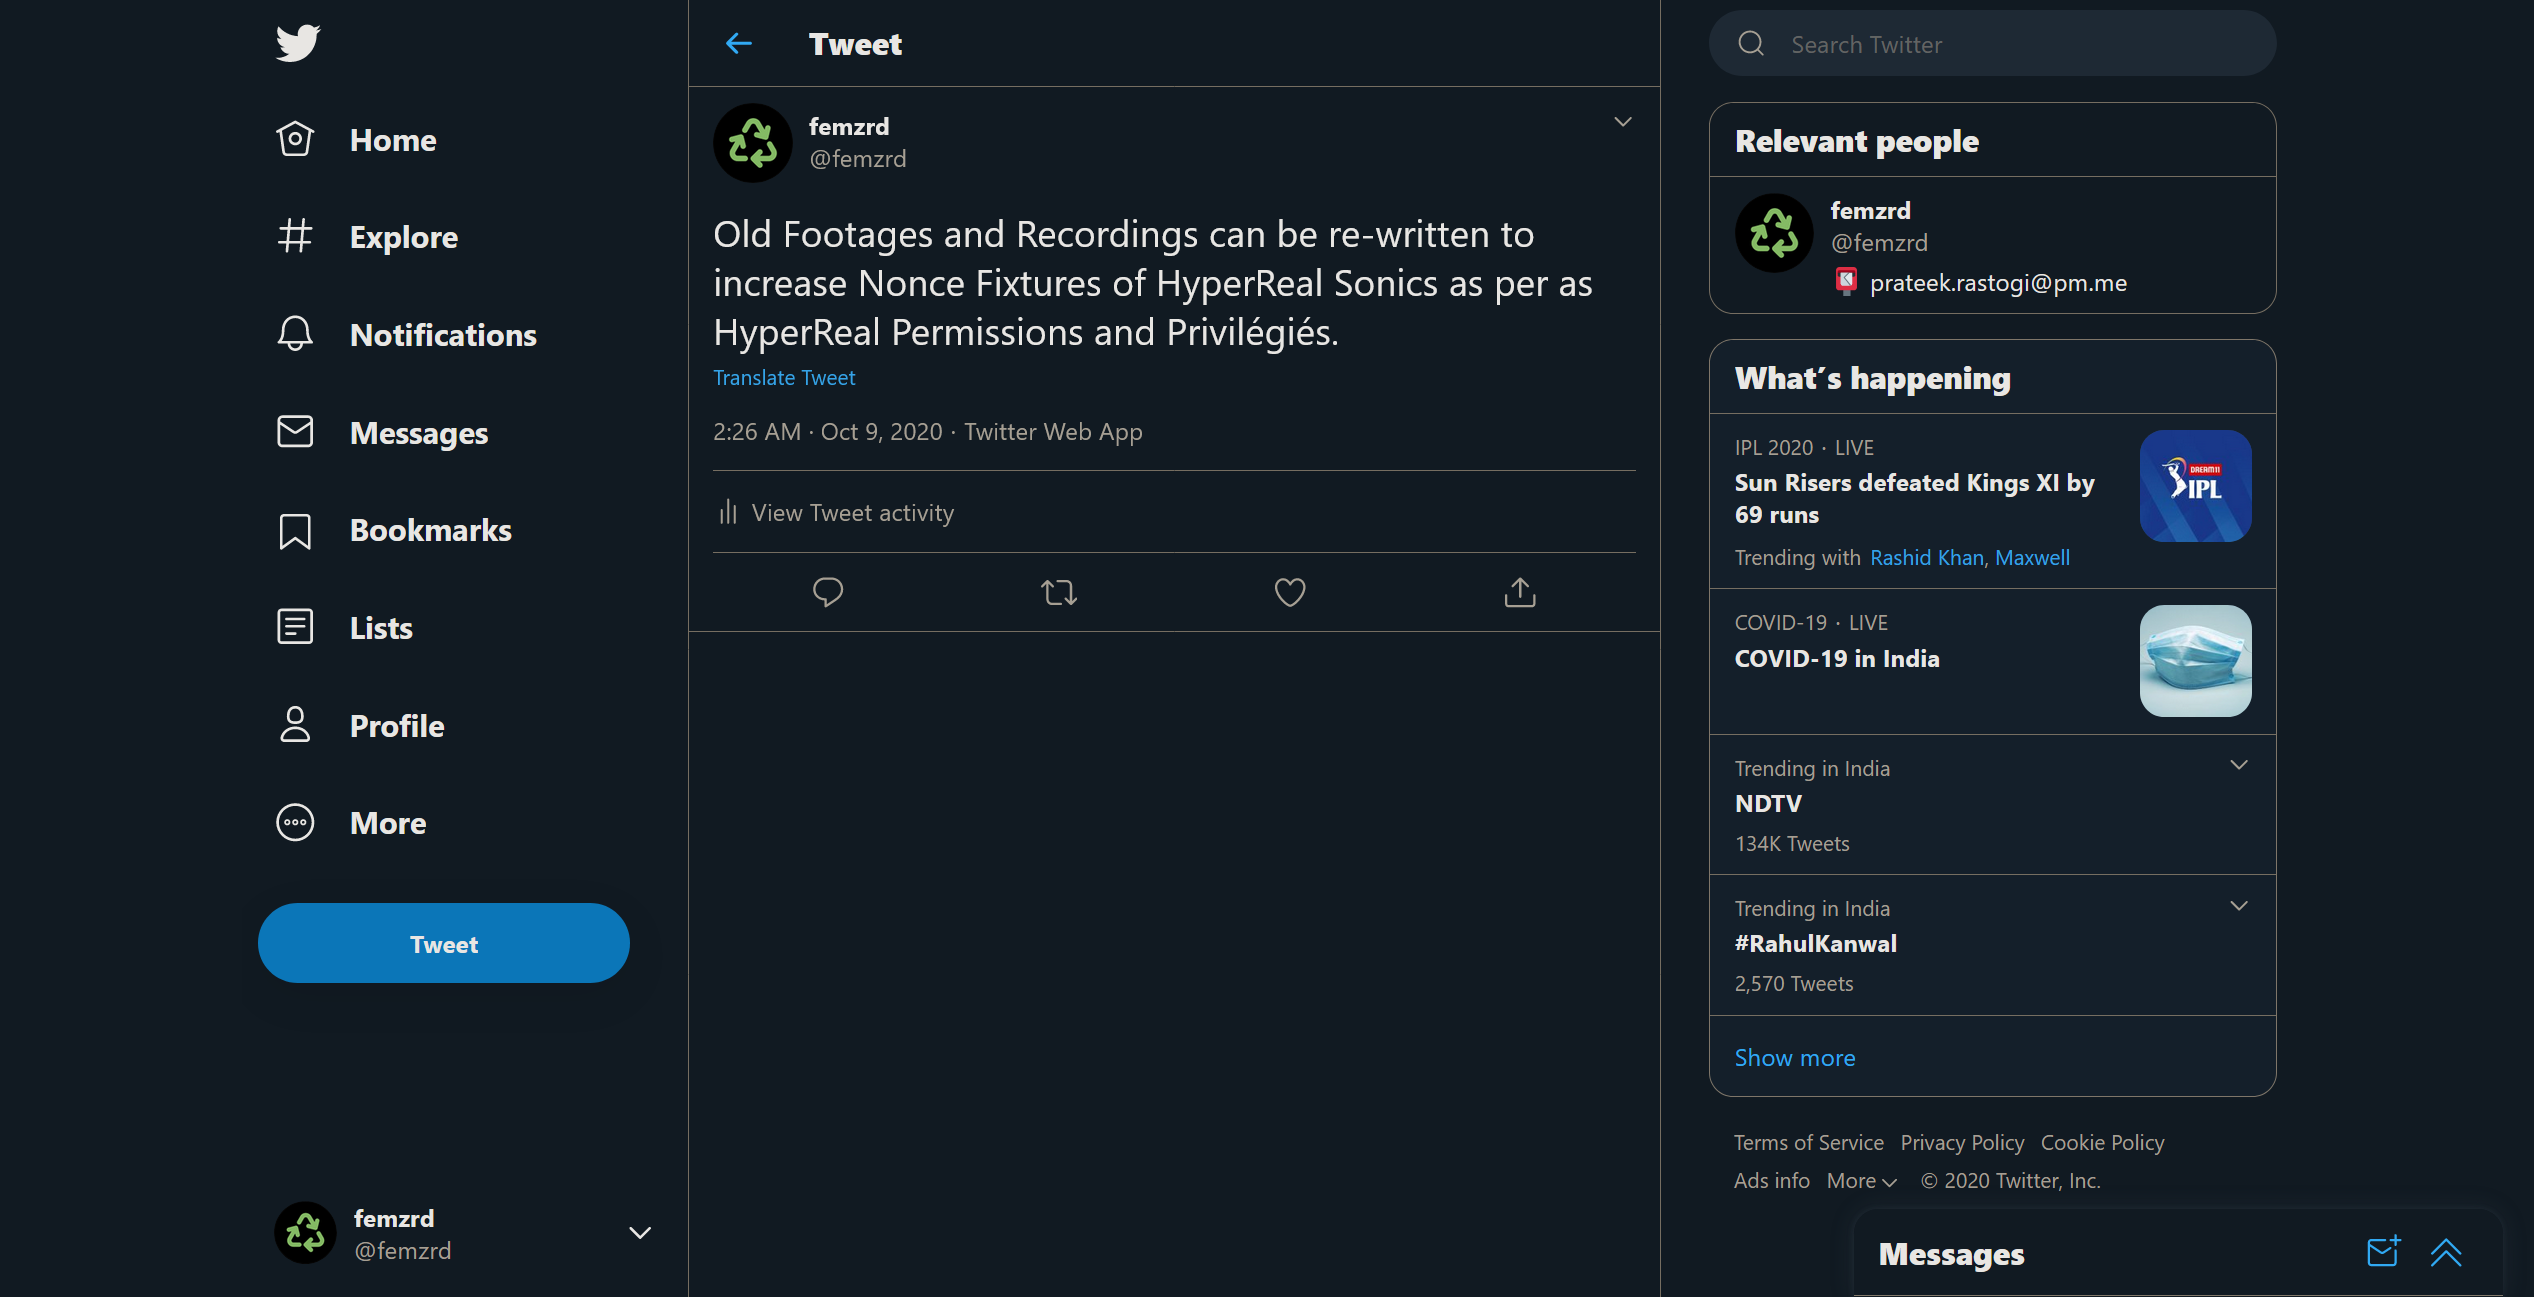 Home
Explore
Notifications
Messages
Bookmarks
Lists
Profile
More
Tweet
femzrd
@femzrd
Tweet
femzrd
@femzrd
Old Footages and Recordings can be re-written to
increase Nonce Fixtures of HyperReal Sonics as per as
HyperReal Permissions and Privilégiés.
Translate Tweet
2:26 AM · Oct 9, 2020 · Twitter Web App
View Tweet activity
Search Twitter
Relevant people
femzrd
@femzrd
prateek.rastogi@pm.me
What´s happening
IPL 2020 · LIVE
Sun Risers defeated Kings XI by
69 runs
Trending with Rashid Khan, Maxwell
DREAM11
IPL
COVID-19 · LIVE
COVID-19 in India
Trending in India
NDTV
134K Tweets
Trending in India
#RahulKanwal
2,570 Tweets
Show more
Terms of Service Privacy Policy Cookie Policy
Ads info More © 2020 Twitter, Inc.
Messages